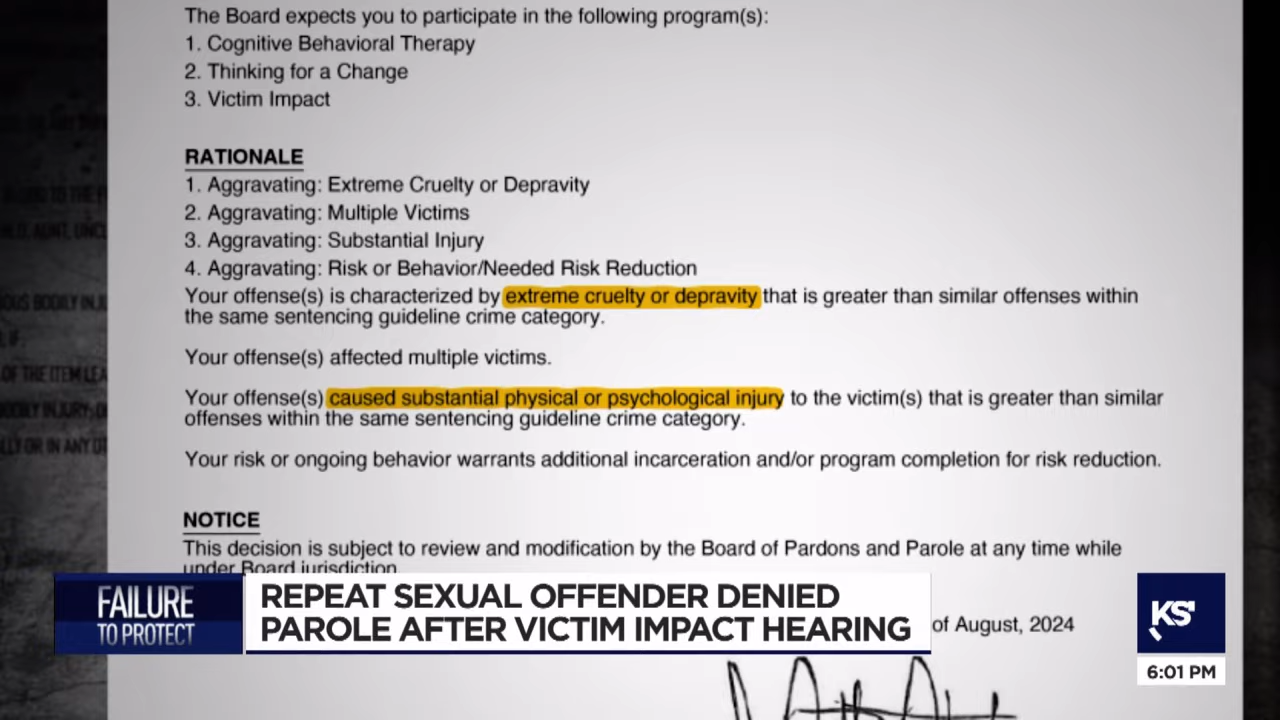 The Board expects you to participate in the following program(s):
1. Cognitive Behavioral Therapy
2. Thinking for a Change
3. Victim Impact
RATIONALE
1. Aggravating: Extreme Cruelty or Depravity
2. Aggravating: Multiple Victims
3. Aggravating: Substantial Injury
4. Aggravating: Risk or Behavior/Needed Risk Reduction
Your offense(s) is characterized by extreme cruelty or depravity that is greater than similar offenses within
the same sentencing guideline crime category.
Your offense(s) affected multiple victims.
Your offense(s) caused substantial physical or psychological injury to the victim(s) that is greater than similar
offenses within the same sentencing guideline crime category.
Your risk or ongoing behavior warrants additional incarceration and/or program completion for risk reduction.
NOTICE
This decision is subject to review and modification by the Board of Pardons and Parole at any time while
under Board jurisdiction.
of August, 2024
FAILURE
TO PROTECT
REPEAT SEXUAL OFFENDER DENIED
PAROLE AFTER VICTIM IMPACT HEARING
KS
6:01 PM